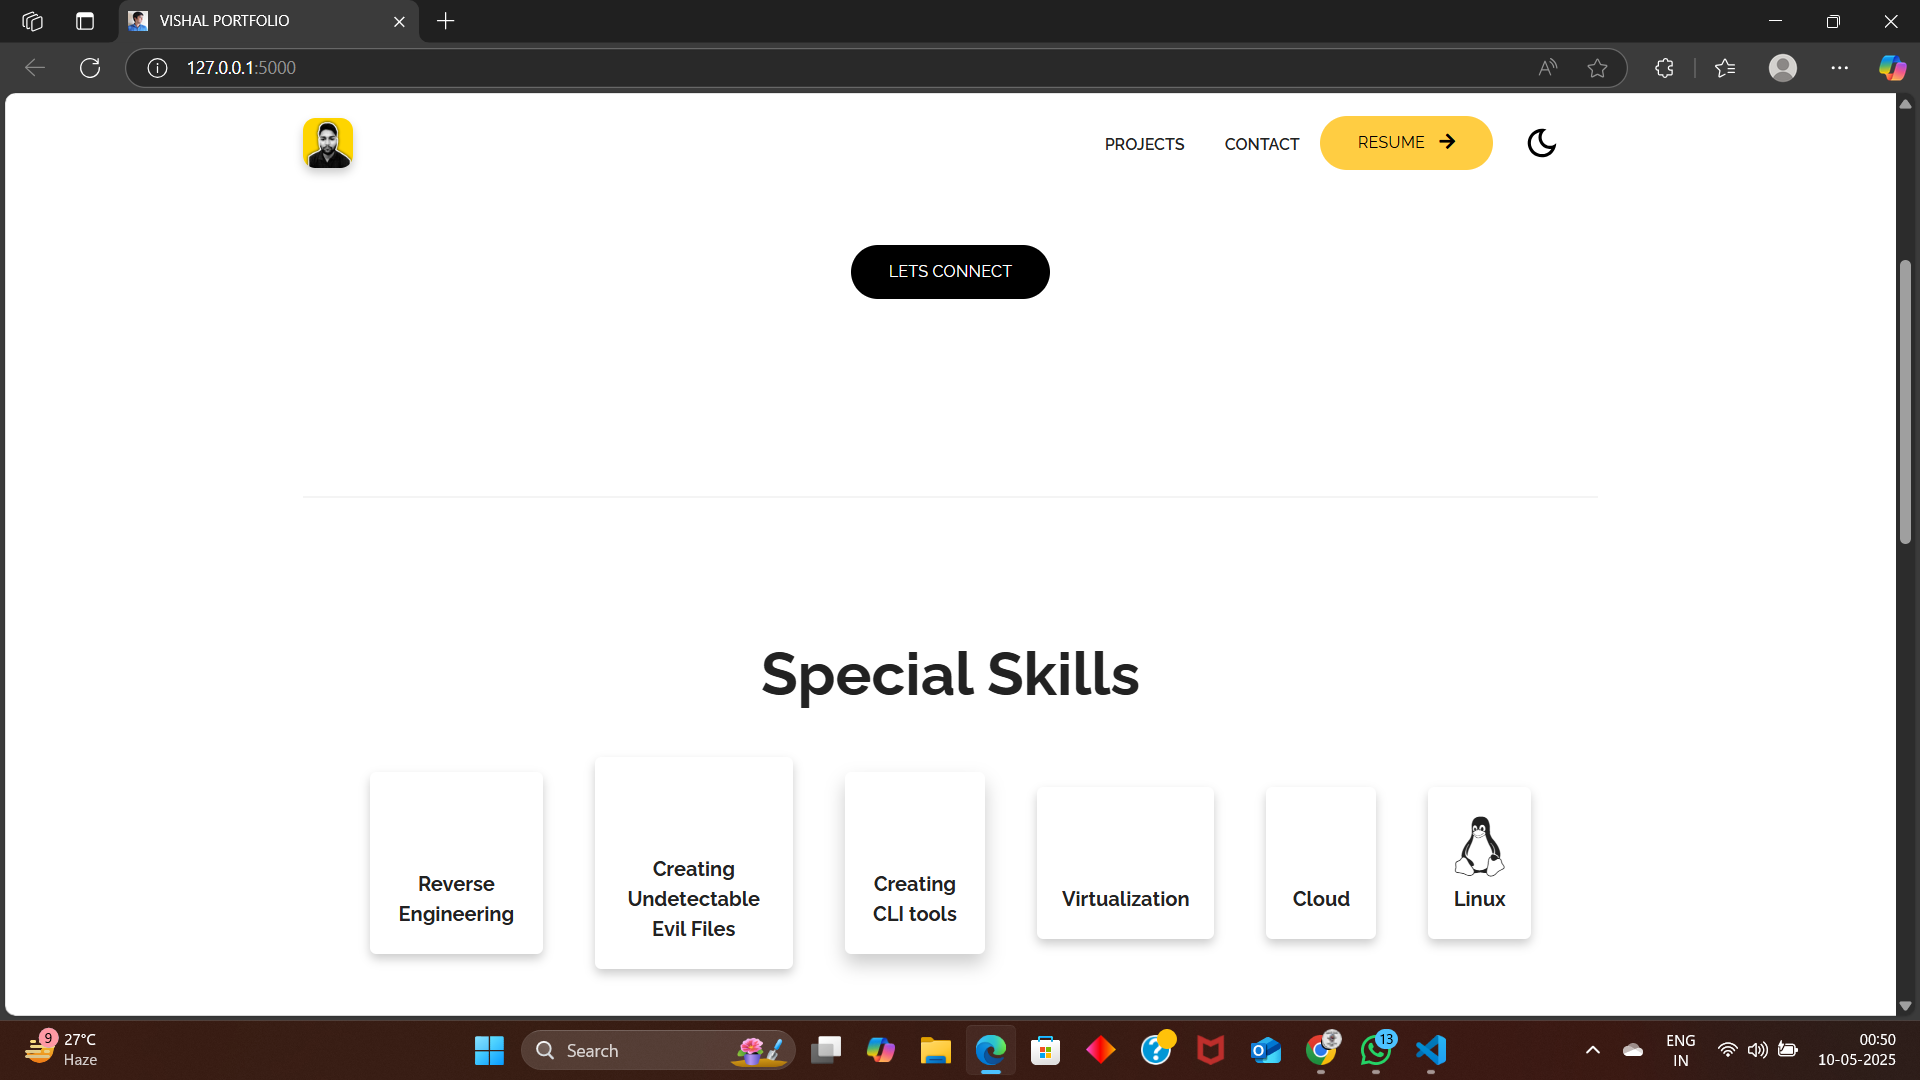 VISHAL PORTFOLIO
127.0.0.1:5000
PROJECTS
CONTACT
RESUME
LETS CONNECT
Special Skills
Reverse
Engineering
Creating
Undetectable
Evil Files
Creating
CLI tools
Virtualization
Cloud
Linux
9
27°C
Haze
Search
13
ENG
IN
00:50
10-05-2025